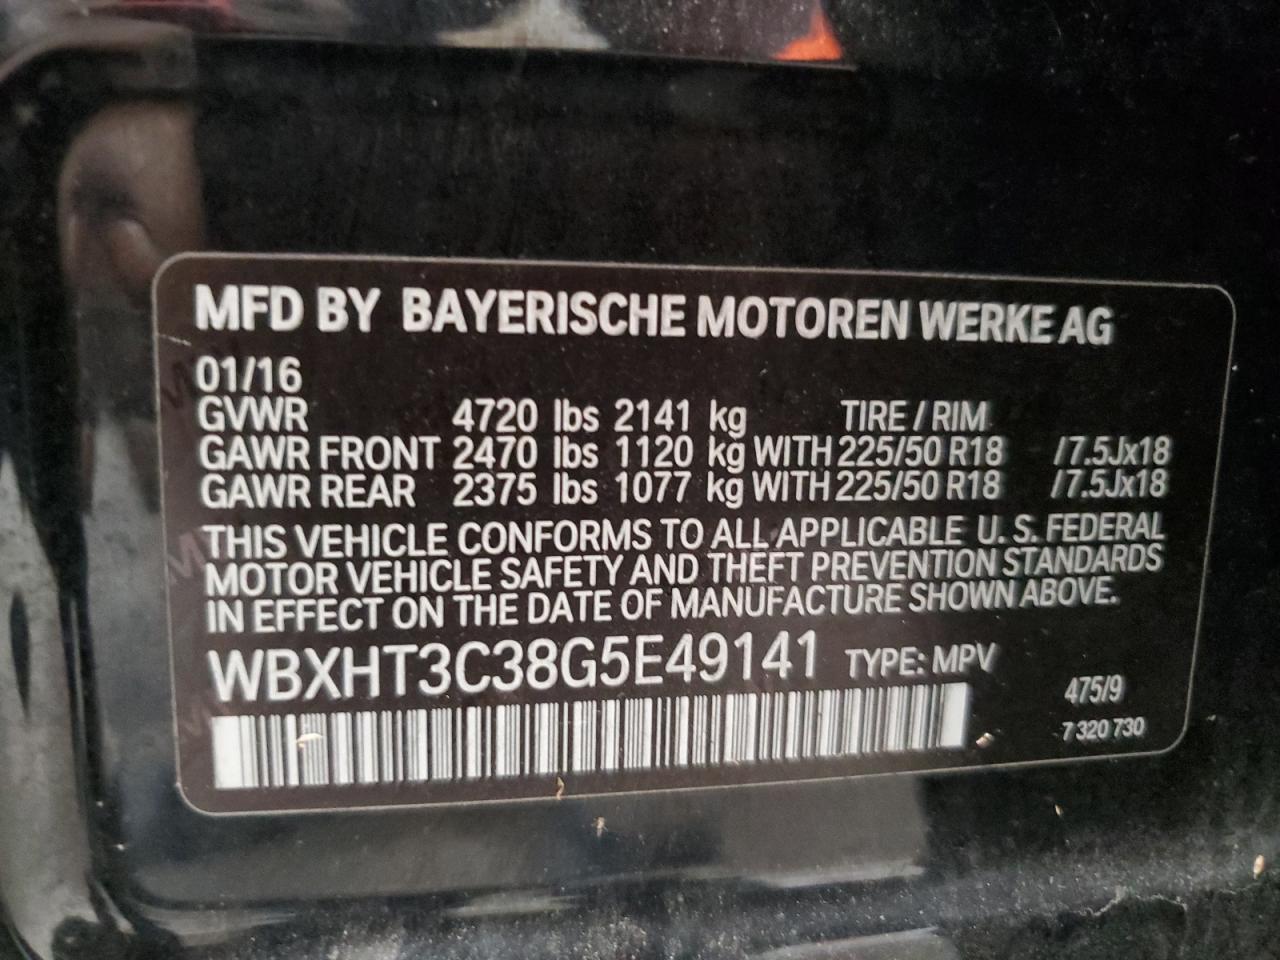 MFD BY BAYERISCHE MOTOREN WERKE AG
01/16
GVWR 4720 lbs 2141 kg TIRE / RIM
GAWR FRONT 2470 lbs 1120 kg WITH 225/50 R18 /7.5Jx18
GAWR REAR 2375 lbs 1077 kg WITH 225/50 R18 /7.5Jx18
THIS VEHICLE CONFORMS TO ALL APPLICABLE U. S. FEDERAL
MOTOR VEHICLE SAFETY AND THEFT PREVENTION STANDARDS
IN EFFECT ON THE DATE OF MANUFACTURE SHOWN ABOVE.
WBXHT3C38G5E49141 TYPE: MPV
475/9
7 320 730